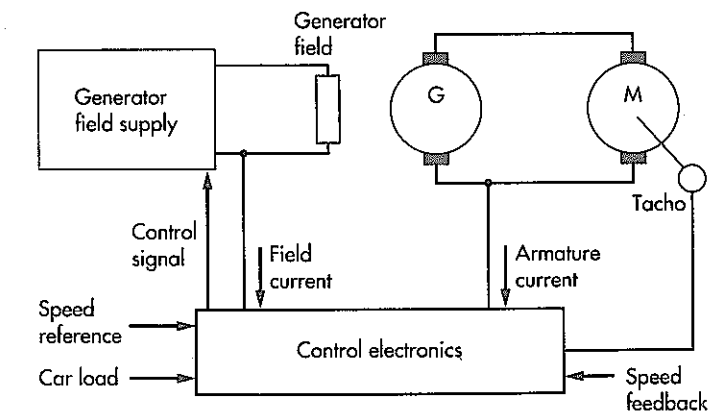 Generator
field
Generator
field supply
G
M
Tacho
Control
signal
Field
current
Armature
current
Speed
reference
Control electronics
Car load
Speed
feedback